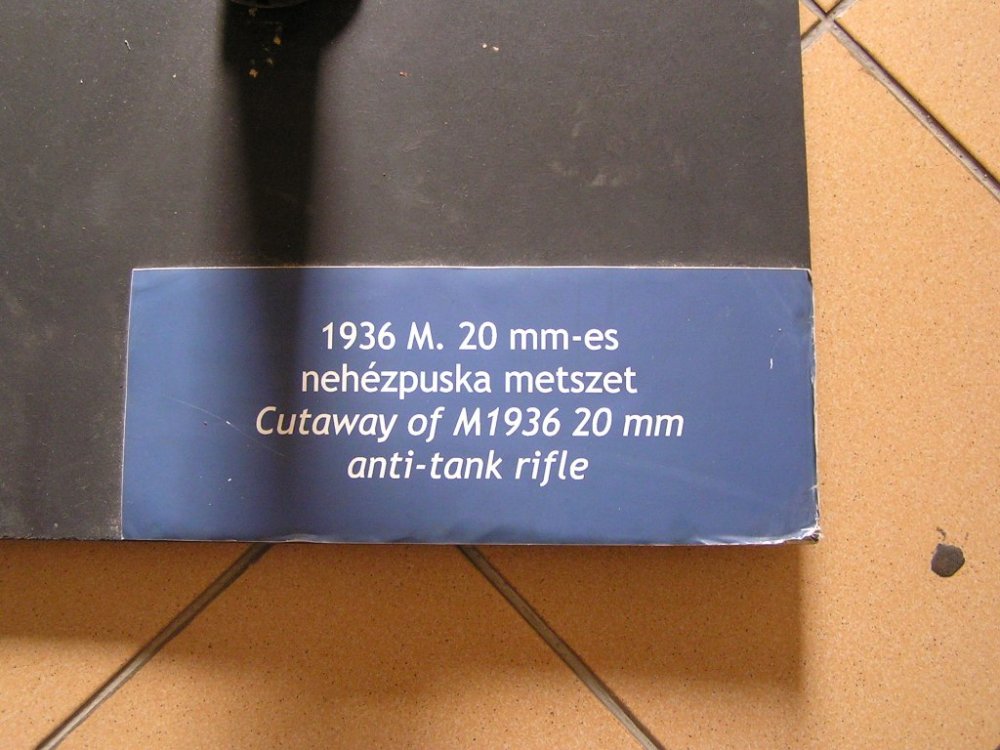 1936 M. 20 mm-es
nehézpuska metszet
Cutaway of M1936 20 mm
anti-tank rifle